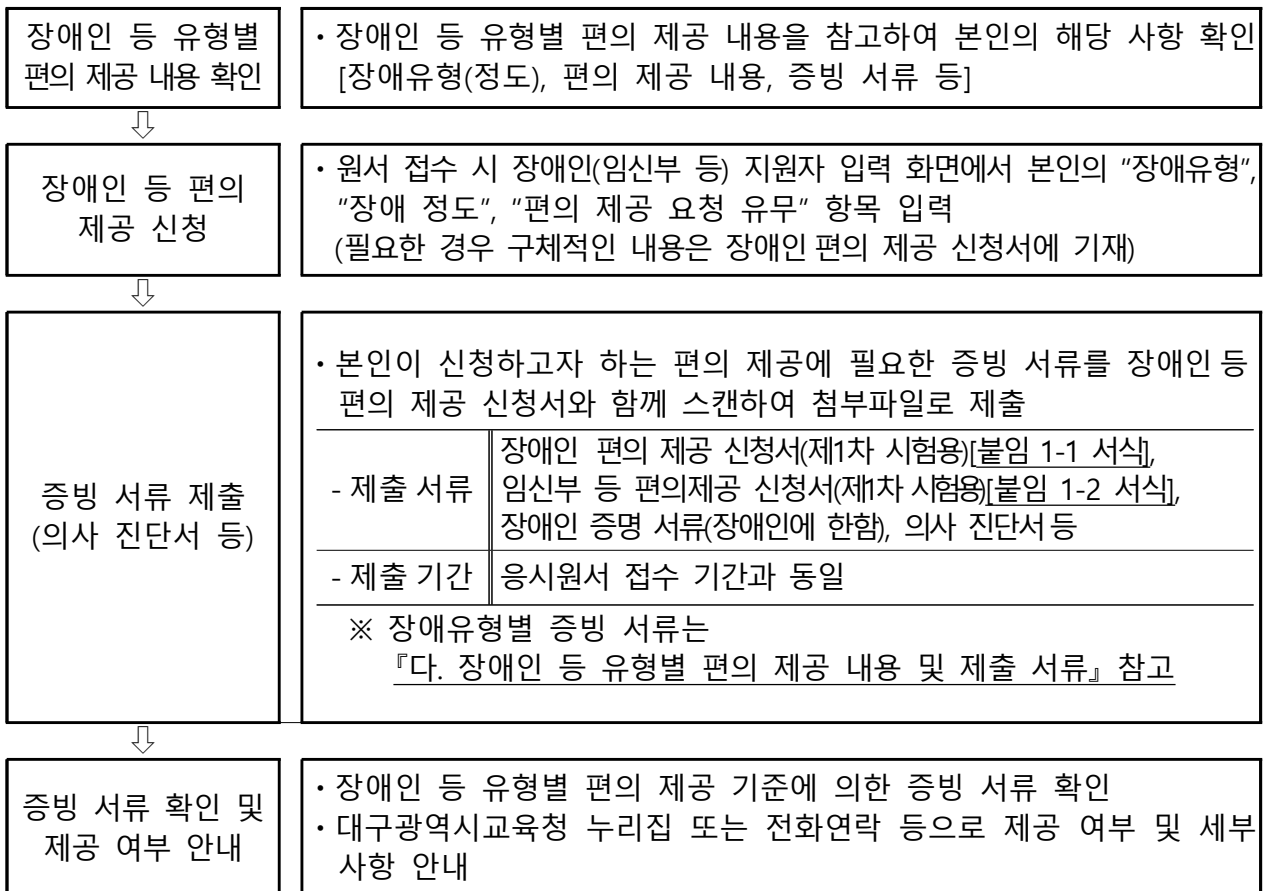 장애인 등 유형별
편의 제공 내용 확인
· 장애인 등 유형별 편의 제공 내용을 참고하여 본인의 해당 사항 확인
[장애유형(정도), 편의 제공 내용, 증빙 서류 등]
⇩
장애인 등 편의
제공 신청
· 원서 접수 시 장애인(임신부 등) 지원자 입력 화면에서 본인의 “장애유형”,
“장애 정도”, “편의 제공 요청 유무” 항목 입력
(필요한 경우 구체적인 내용은 장애인 편의 제공 신청서에 기재)
⇩
증빙 서류 제출
(의사 진단서 등)
· 본인이 신청하고자 하는 편의 제공에 필요한 증빙 서류를 장애인 등
편의 제공 신청서와 함께 스캔하여 첨부파일로 제출
- 제출 서류
장애인 편의 제공 신청서(제1차 시험용)[붙임 1-1 서식],
임신부 등 편의제공 신청서(제1차 시험용)[붙임 1-2 서식],
장애인 증명 서류(장애인에 한함), 의사 진단서 등
- 제출 기간
응시원서 접수 기간과 동일
※ 장애유형별 증빙 서류는
『다. 장애인 등 유형별 편의 제공 내용 및 제출 서류』 참고
⇩
증빙 서류 확인 및
제공 여부 안내
· 장애인 등 유형별 편의 제공 기준에 의한 증빙 서류 확인
· 대구광역시교육청 누리집 또는 전화연락 등으로 제공 여부 및 세부
사항 안내